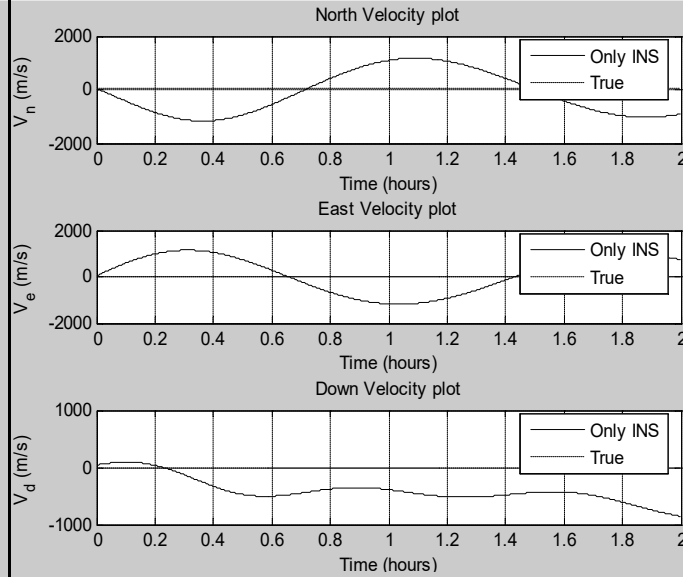 North Velocity plot
2000
0
-2000
V_n (m/s)
Only INS
True
0 0.2 0.4 0.6 0.8 1 1.2 1.4 1.6 1.8 2
Time (hours)
East Velocity plot
2000
0
-2000
V_e (m/s)
Only INS
True
0 0.2 0.4 0.6 0.8 1 1.2 1.4 1.6 1.8 2
Time (hours)
Down Velocity plot
1000
0
-1000
V_d (m/s)
Only INS
True
0 0.2 0.4 0.6 0.8 1 1.2 1.4 1.6 1.8 2
Time (hours)